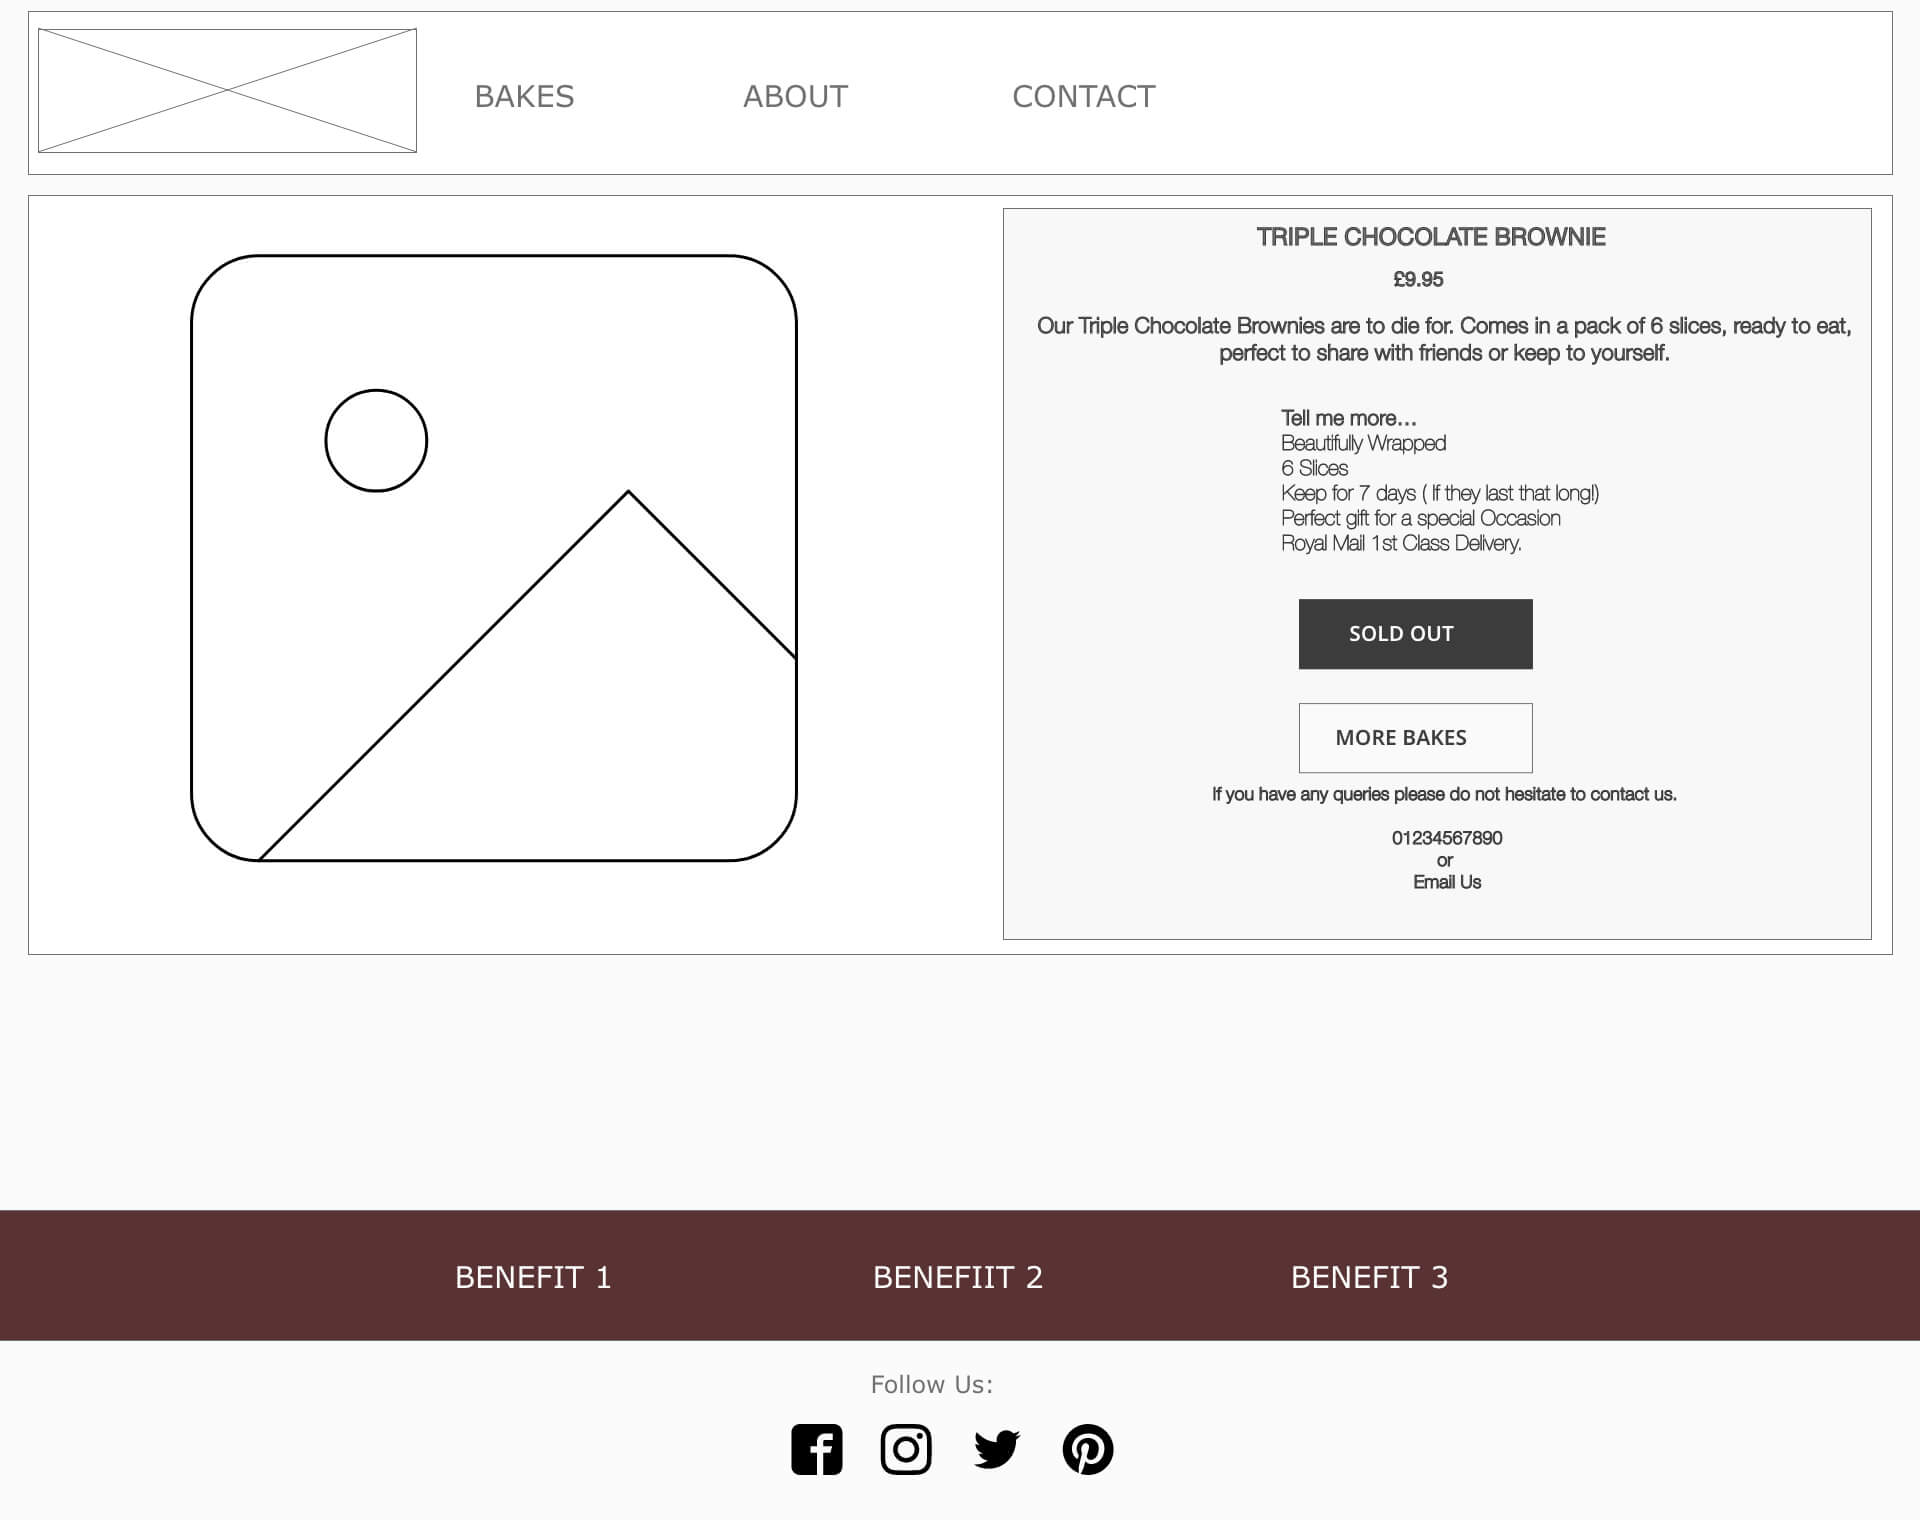 BAKES ABOUT CONTACT
TRIPLE CHOCOLATE BROWNIE
£9.95
Our Triple Chocolate Brownies are to die for. Comes in a pack of 6 slices, ready to eat,
perfect to share with friends or keep to yourself.
Tell me more...
Beautifully Wrapped
6 Slices
Keep for 7 days ( If they last that long!)
Perfect gift for a special Occasion
Royal Mail 1st Class Delivery.
SOLD OUT
MORE BAKES
If you have any queries please do not hesitate to contact us.
01234567890
or
Email Us
BENEFIT 1 BENEFIIT 2 BENEFIT 3
Follow Us: